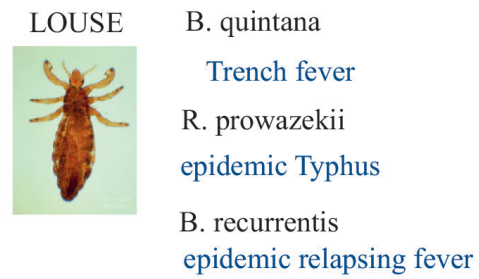 LOUSE
B. quintana
Trench fever
R. prowazekii
epidemic Typhus
B. recurrentis
epidemic relapsing fever